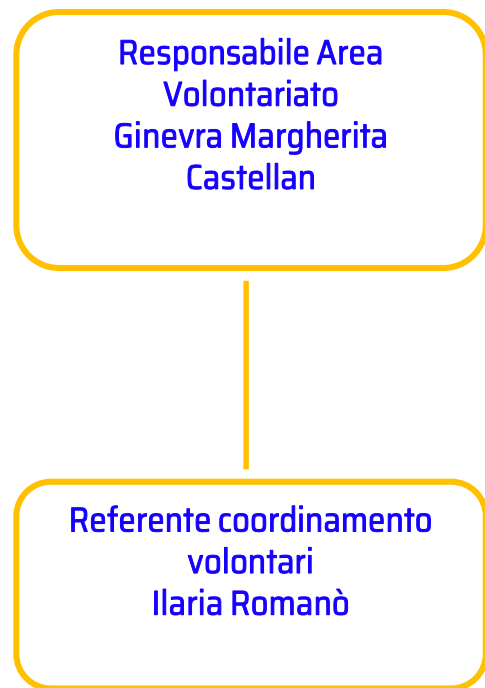 Responsabile Area
Volontariato
Ginevra Margherita
Castellan
Referente coordinamento
volontari
Ilaria Romanò